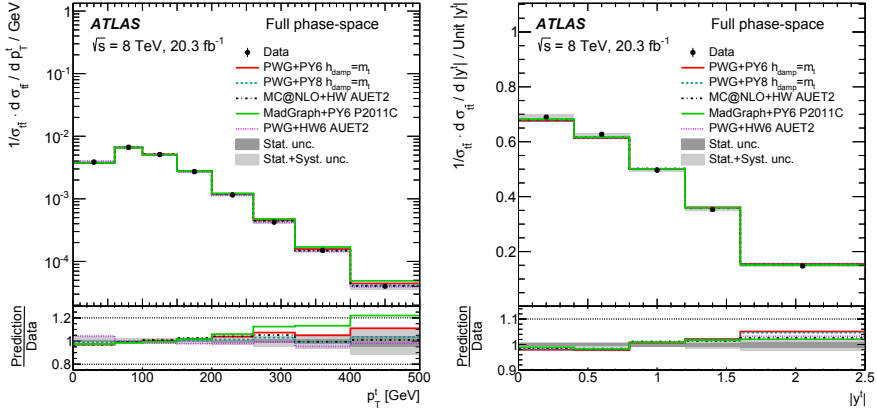 ATLAS Full phase-space
√s = 8 TeV, 20.3 fb⁻¹
Data
PWG+PY6 h_damp=m_t
PWG+PY8 h_damp=m_t
MC@NLO+HW AUET2
MadGraph+PY6 P2011C
PWG+HW6 AUET2
Stat. unc.
Stat.+Syst. unc.
1/σ_tt̄ · d σ_tt̄ / d p_T^t / GeV
1
10⁻¹
10⁻²
10⁻³
10⁻⁴
Prediction
Data
1.2
1
0.8
0 100 200 300 400 500
p_T^t [GeV]
ATLAS Full phase-space
√s = 8 TeV, 20.3 fb⁻¹
Data
PWG+PY6 h_damp=m_t
PWG+PY8 h_damp=m_t
MC@NLO+HW AUET2
MadGraph+PY6 P2011C
PWG+HW6 AUET2
Stat. unc.
Stat.+Syst. unc.
1/σ_tt̄ · d σ_tt̄ / d |y^t| / Unit |y^t|
1
0.8
0.6
0.4
0.2
Prediction
Data
1.1
1
0.9
0 0.5 1 1.5 2 2.5
|y^t|